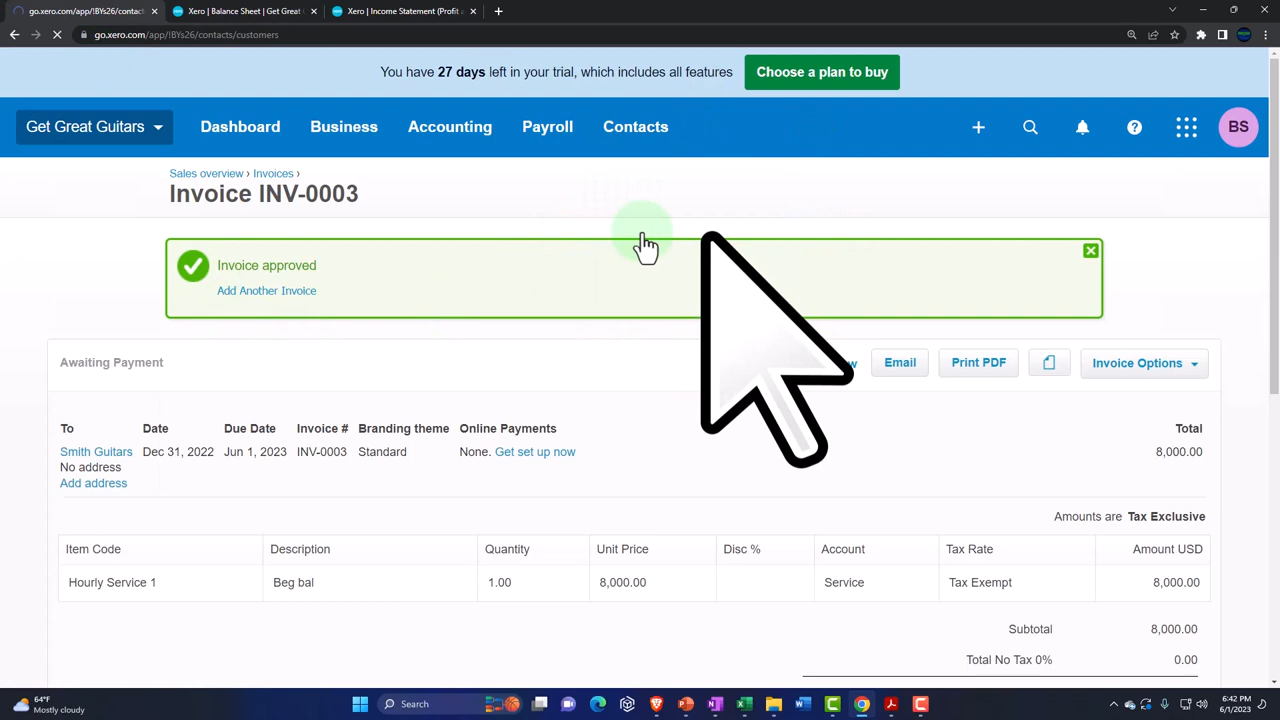 go.xero.com/app/!BYs26/contact
Xero | Balance Sheet | Get Great
Xero | Income Statement (Profit a
go.xero.com/app/!BYs26/contacts/customers
You have 27 days left in your trial, which includes all features
Choose a plan to buy
Get Great Guitars
Dashboard
Business
Accounting
Payroll
Contacts
BS
Sales overview › Invoices ›
Invoice INV-0003
Invoice approved
Add Another Invoice
Awaiting Payment
Email
Print PDF
Invoice Options
To Date Due Date Invoice # Branding theme Online Payments Total
Smith Guitars Dec 31, 2022 Jun 1, 2023 INV-0003 Standard None. Get set up now 8,000.00
No address
Add address
Amounts are Tax Exclusive
Item Code Description Quantity Unit Price Disc % Account Tax Rate Amount USD
Hourly Service 1 Beg bal 1.00 8,000.00 Service Tax Exempt 8,000.00
Subtotal 8,000.00
Total No Tax 0% 0.00
64°F
Mostly cloudy
Search
6:42 PM
6/1/2023